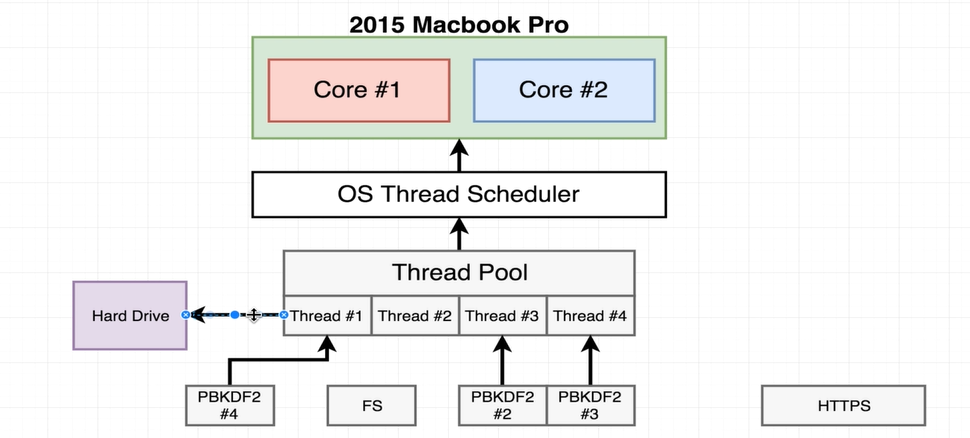 2015 Macbook Pro
Core #1
Core #2
OS Thread Scheduler
Thread Pool
Hard Drive
Thread #1
Thread #2
Thread #3
Thread #4
PBKDF2
#4
FS
PBKDF2
#2
PBKDF2
#3
HTTPS